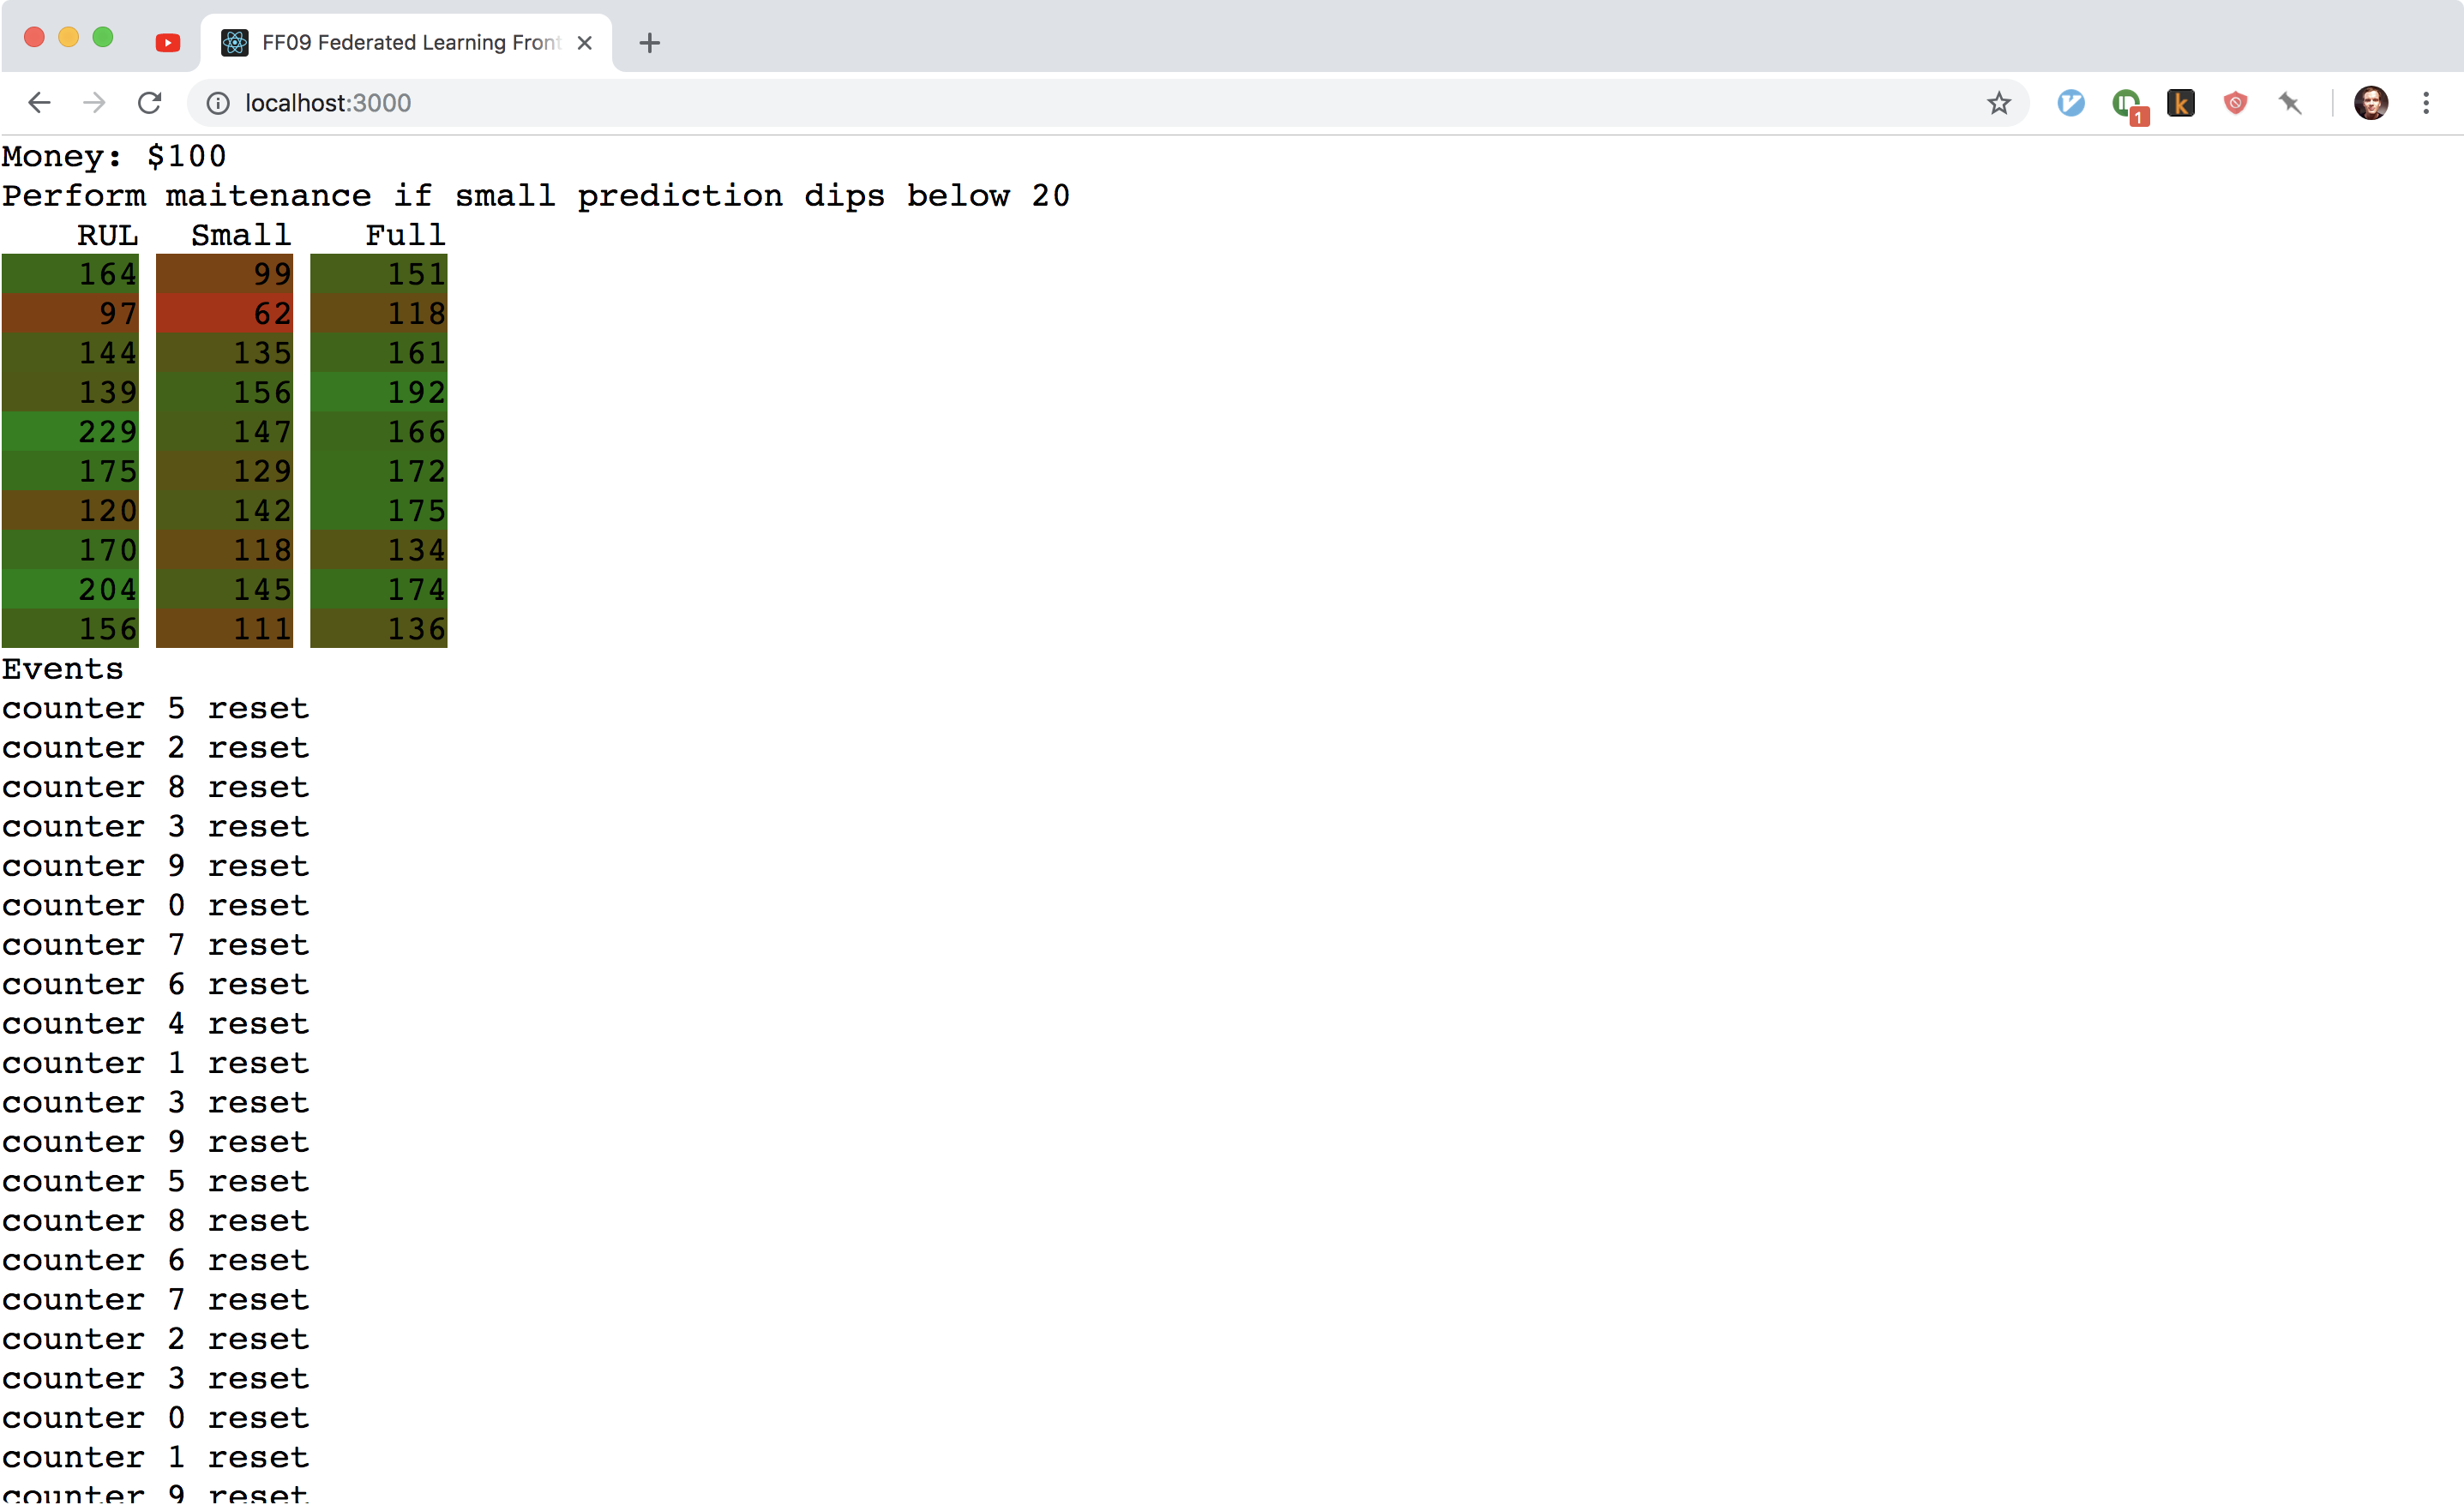 FF09 Federated Learning Front
localhost:3000
1
k
Money: $100
Perform maitenance if small prediction dips below 20
RUL Small Full
164 99 151
97 62 118
144 135 161
139 156 192
229 147 166
175 129 172
120 142 175
170 118 134
204 145 174
156 111 136
Events
counter 5 reset
counter 2 reset
counter 8 reset
counter 3 reset
counter 9 reset
counter 0 reset
counter 7 reset
counter 6 reset
counter 4 reset
counter 1 reset
counter 3 reset
counter 9 reset
counter 5 reset
counter 8 reset
counter 6 reset
counter 7 reset
counter 2 reset
counter 3 reset
counter 0 reset
counter 1 reset
counter 9 reset